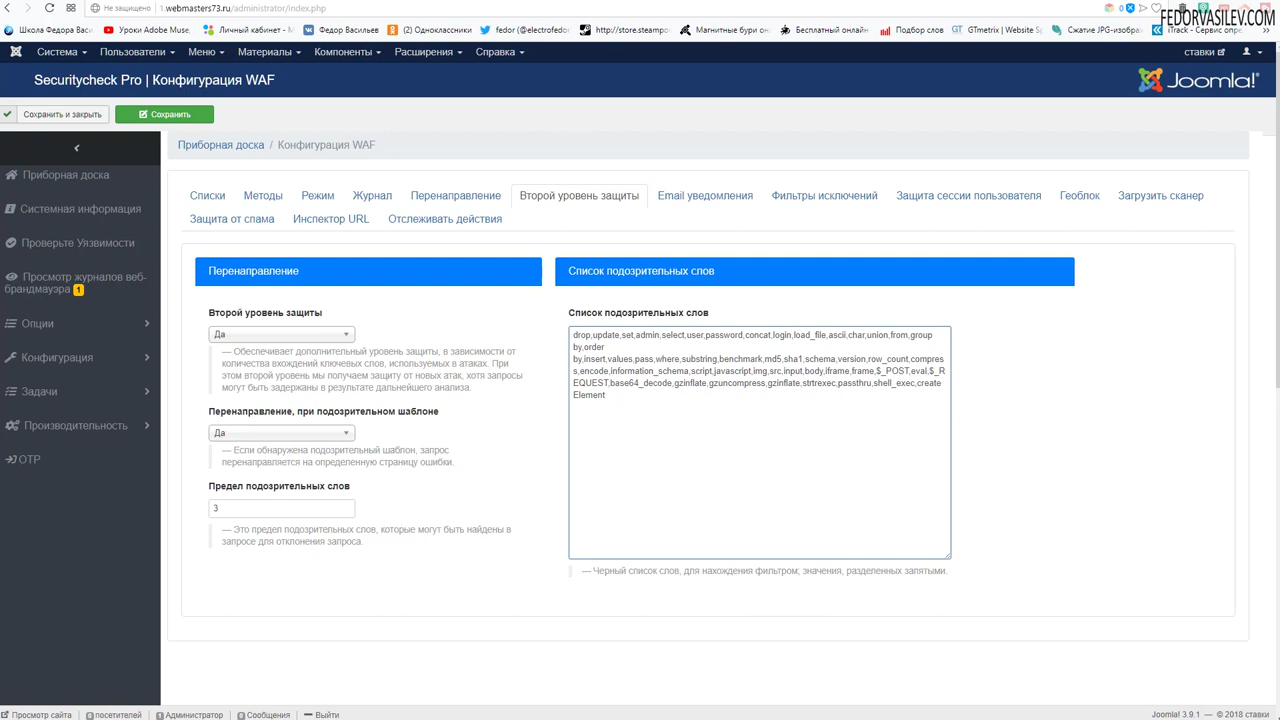 Не защищено
1.webmasters73.ru/administrator/index.php
0
FEDORVASILEV.COM
Школа Федора Васи.
Уроки Adobe Muse,
Личный кабинет - М
Федор Васильев
(2) Одноклассники
fedor (@electrofedor
http://store.steampo
Магнитные бури он
Бесплатный онлайн
Подбор слов
GTmetrix | Website S
Сжатие JPG-изобра
iTrack - Сервис опре
Система
Пользователи
Меню
Материалы
Компоненты
Расширения
Справка
ставки
Securitycheck Pro | Конфигурация WAF
Joomla!
Сохранить и закрыть
Сохранить
Приборная доска / Конфигурация WAF
Приборная доска
Системная информация
Проверьте Уязвимости
Просмотр журналов веб-
брандмауэра 1
Опции
Конфигурация
Задачи
Производительность
OTP
Списки
Методы
Режим
Журнал
Перенаправление
Второй уровень защиты
Email уведомления
Фильтры исключений
Защита сессии пользователя
Геоблок
Загрузить сканер
Защита от спама
Инспектор URL
Отслеживать действия
Перенаправление
Второй уровень защиты
Да
— Обеспечивает дополнительный уровень защиты, в зависимости от
количества вхождений ключевых слов, используемых в атаках. При
этом второй уровень мы получаем защиту от новых атак, хотя запросы
могут быть задержаны в результате дальнейшего анализа.
Перенаправление, при подозрительном шаблоне
Да
— Если обнаружена подозрительный шаблон, запрос
перенаправляется на определенную страницу ошибки.
Предел подозрительных слов
3
— Это предел подозрительных слов, которые могут быть найдены в
запросе для отклонения запроса.
Список подозрительных слов
Список подозрительных слов
drop,update,set,admin,select,user,password,concat,login,load_file,ascii,char,union,from,group
by,order
by,insert,values,pass,where,substring,benchmark,md5,sha1,schema,version,row_count,compres
s,encode,information_schema,script,javascript,img,src,input,body,iframe,frame,$_POST,eval,$_R
EQUEST,base64_decode,gzinflate,gzuncompress,gzinflate,strtrexec,passthru,shell_exec,create
Element
— Черный список слов, для нахождения фильтром; значения, разделенных запятыми.
Просмотр сайта
0 посетителей
1 Администратор
0 Сообщения
Выйти
Joomla! 3.9.1 — © 2018 ставки